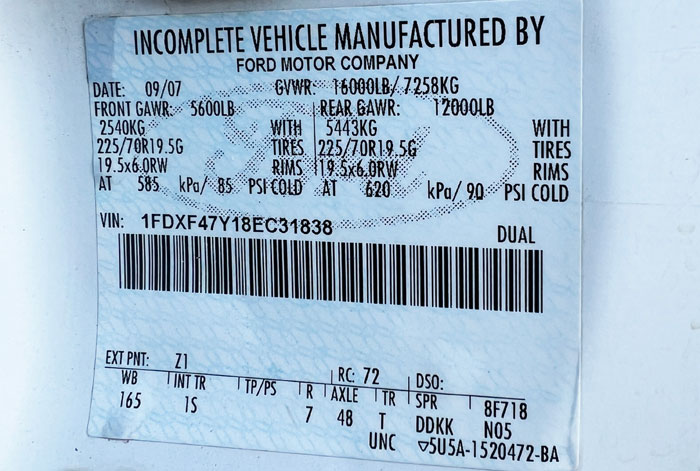 INCOMPLETE VEHICLE MANUFACTURED BY
FORD MOTOR COMPANY
DATE: 09/07 GVWR: 16000LB/ 7258KG
FRONT GAWR: 5600LB REAR GAWR: 12000LB
2540KG WITH 5443KG WITH
225/70R19.5G TIRES 225/70R19.5G TIRES
19.5x6.0RW RIMS 19.5x6.0RW RIMS
AT 585 kPa/ 85 PSI COLD AT 620 kPa/ 90 PSI COLD
VIN: 1FDXF47Y18EC31838
DUAL
EXT PNT: Z1 RC: 72 DSO:
WB INT TR TP/PS R AXLE TR SPR 8F718
165 1S 7 48 T DDKK N05
UNC ▽5U5A-1520472-BA